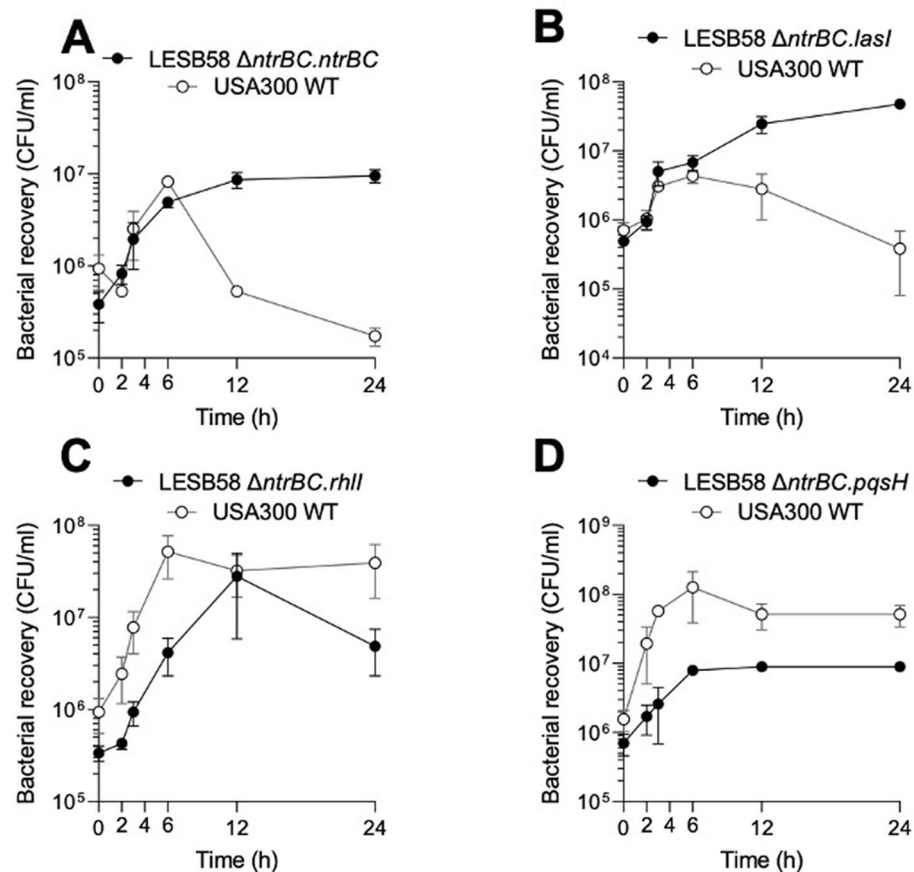 A
LESB58 ΔntrBC.ntrBC
USA300 WT
Bacterial recovery (CFU/ml)
10⁸
10⁷
10⁶
10⁵
0 2 4 6 12 24
Time (h)
B
LESB58 ΔntrBC.lasI
USA300 WT
Bacterial recovery (CFU/ml)
10⁸
10⁷
10⁶
10⁵
10⁴
0 2 4 6 12 24
Time (h)
C
LESB58 ΔntrBC.rhlI
USA300 WT
Bacterial recovery (CFU/ml)
10⁸
10⁷
10⁶
10⁵
0 2 4 6 12 24
Time (h)
D
LESB58 ΔntrBC.pqsH
USA300 WT
Bacterial recovery (CFU/ml)
10⁹
10⁸
10⁷
10⁶
10⁵
0 2 4 6 12 24
Time (h)